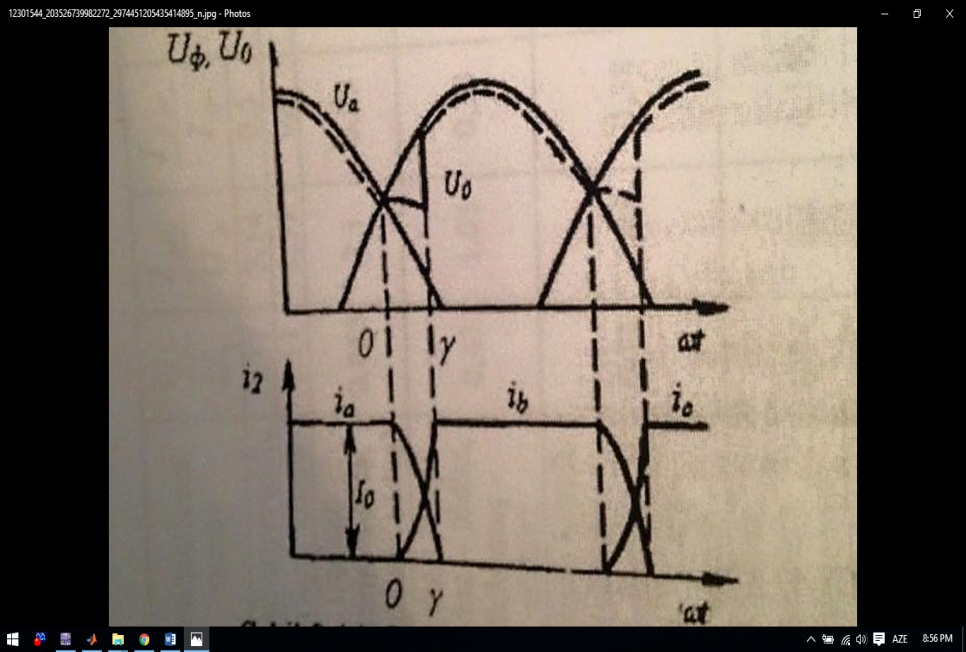 12301544_203526739982272_2974451205435414895_n.jpg - Photos
Uф, U0
Ua
U0
0 γ ωt
i2
ia ib ic
I0
0 γ ωt
AZE 8:56 PM